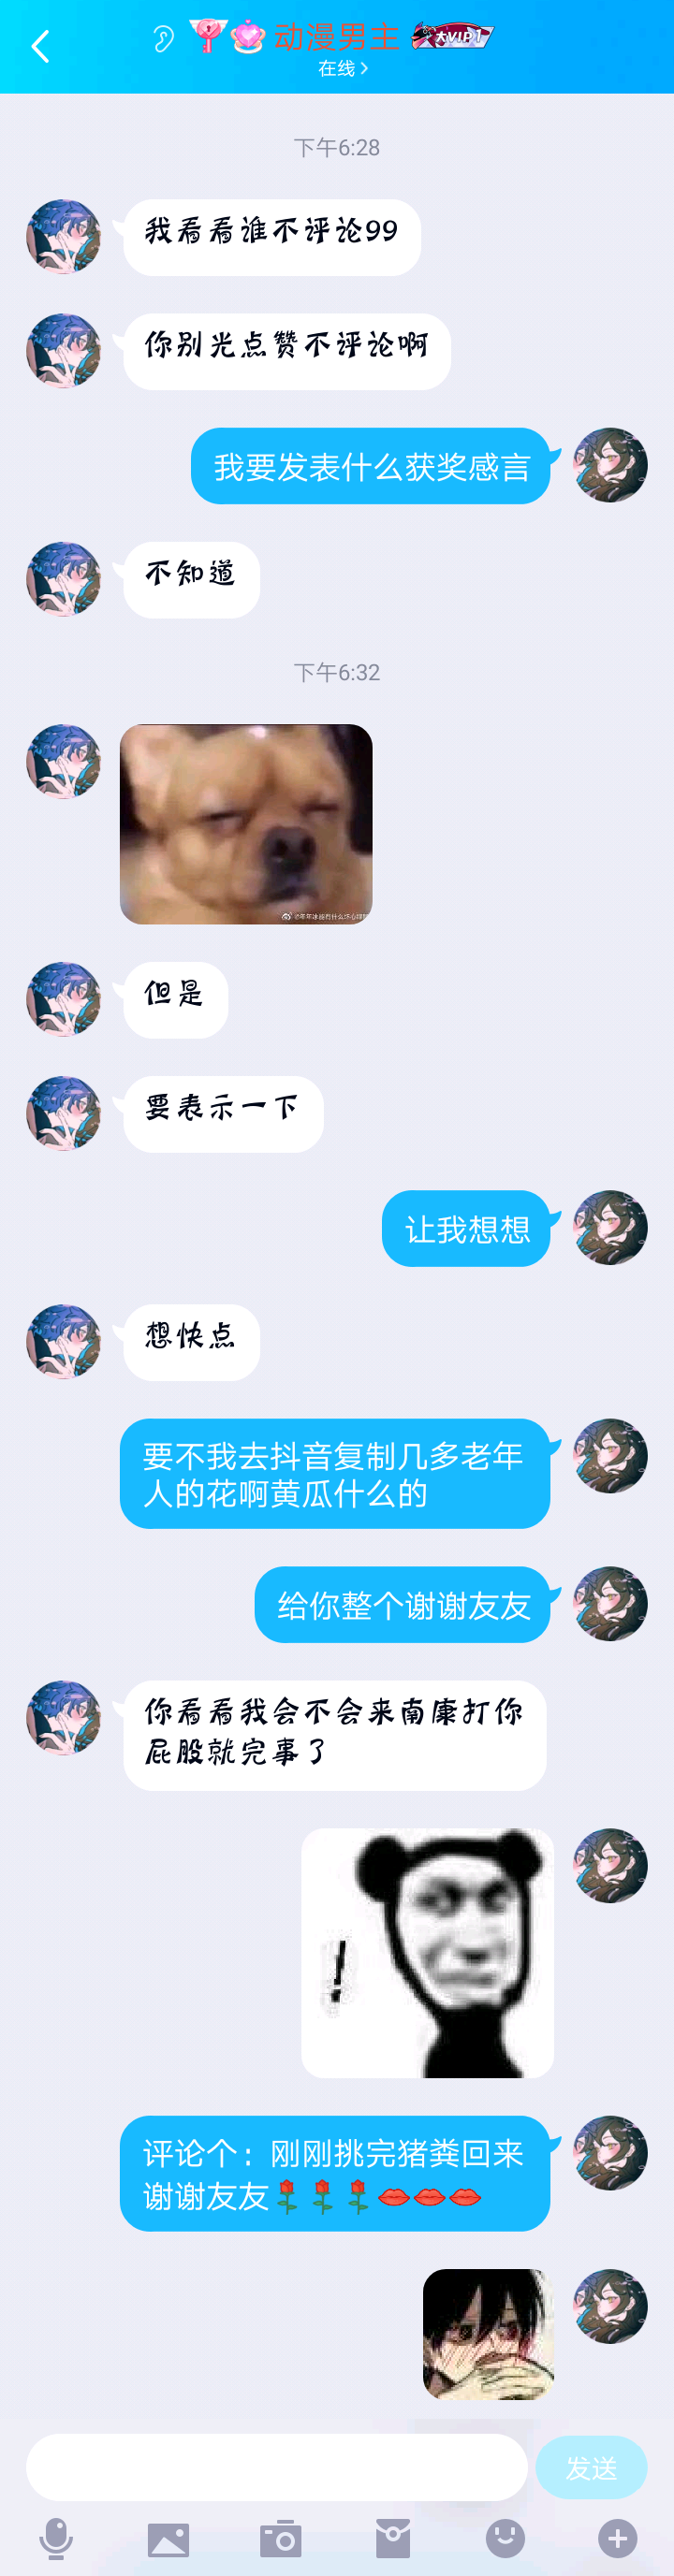 动漫男主 大VIP1
在线
下午6:28
我看看谁不评论99
你别光点赞不评论啊
我要发表什么获奖感言
不知道
下午6:32
但是
要表示一下
让我想想
想快点
要不我去抖音复制几多老年
人的花啊黄瓜什么的
给你整个谢谢友友
你看看我会不会来南康打你
屁股就完事了
!
评论个：刚刚挑完猪粪回来
谢谢友友🌹🌹🌹👄👄👄
发送